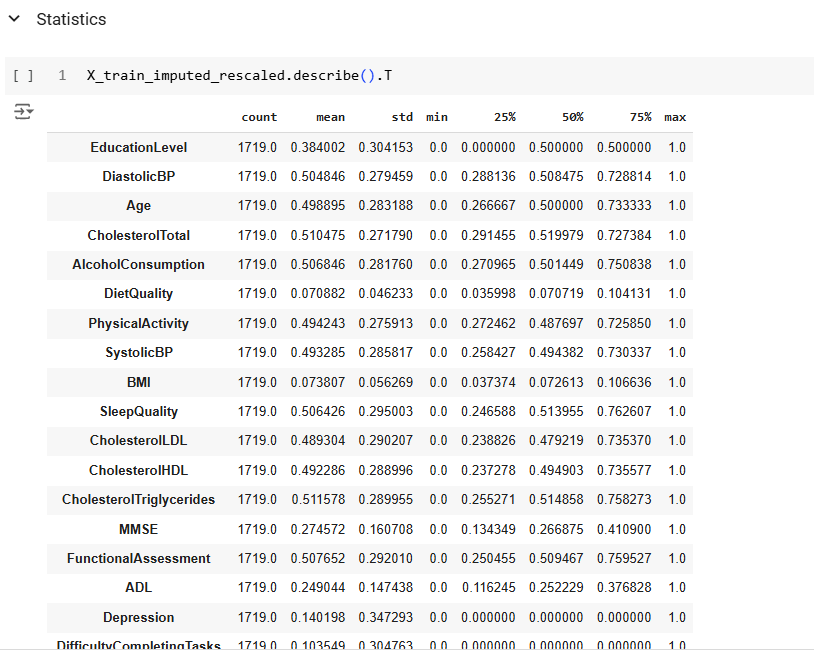 Statistics
[ ] 1 X_train_imputed_rescaled.describe().T
count mean std min 25% 50% 75% max
EducationLevel 1719.0 0.384002 0.304153 0.0 0.000000 0.500000 0.500000 1.0
DiastolicBP 1719.0 0.504846 0.279459 0.0 0.288136 0.508475 0.728814 1.0
Age 1719.0 0.498895 0.283188 0.0 0.266667 0.500000 0.733333 1.0
CholesterolTotal 1719.0 0.510475 0.271790 0.0 0.291455 0.519979 0.727384 1.0
AlcoholConsumption 1719.0 0.506846 0.281760 0.0 0.270965 0.501449 0.750838 1.0
DietQuality 1719.0 0.070882 0.046233 0.0 0.035998 0.070719 0.104131 1.0
PhysicalActivity 1719.0 0.494243 0.275913 0.0 0.272462 0.487697 0.725850 1.0
SystolicBP 1719.0 0.493285 0.285817 0.0 0.258427 0.494382 0.730337 1.0
BMI 1719.0 0.073807 0.056269 0.0 0.037374 0.072613 0.106636 1.0
SleepQuality 1719.0 0.506426 0.295003 0.0 0.246588 0.513955 0.762607 1.0
CholesterolLDL 1719.0 0.489304 0.290207 0.0 0.238826 0.479219 0.735370 1.0
CholesterolHDL 1719.0 0.492286 0.288996 0.0 0.237278 0.494903 0.735577 1.0
CholesterolTriglycerides 1719.0 0.511578 0.289955 0.0 0.255271 0.514858 0.758273 1.0
MMSE 1719.0 0.274572 0.160708 0.0 0.134349 0.266875 0.410900 1.0
FunctionalAssessment 1719.0 0.507652 0.292010 0.0 0.250455 0.509467 0.759527 1.0
ADL 1719.0 0.249044 0.147438 0.0 0.116245 0.252229 0.376828 1.0
Depression 1719.0 0.140198 0.347293 0.0 0.000000 0.000000 0.000000 1.0
DifficultyCompletingTasks 1719.0 0.103549 0.304763 0.0 0.000000 0.000000 0.000000 1.0